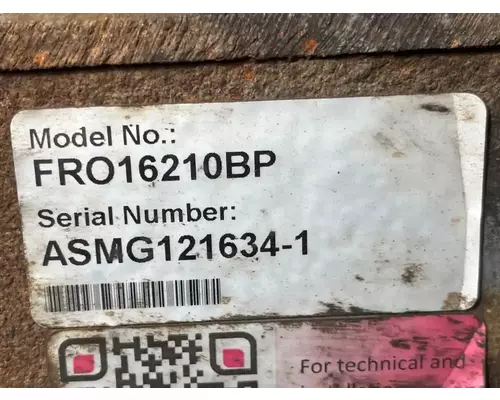 Model No.:
FRO16210BP
Serial Number:
ASMG121634-1
For technical and